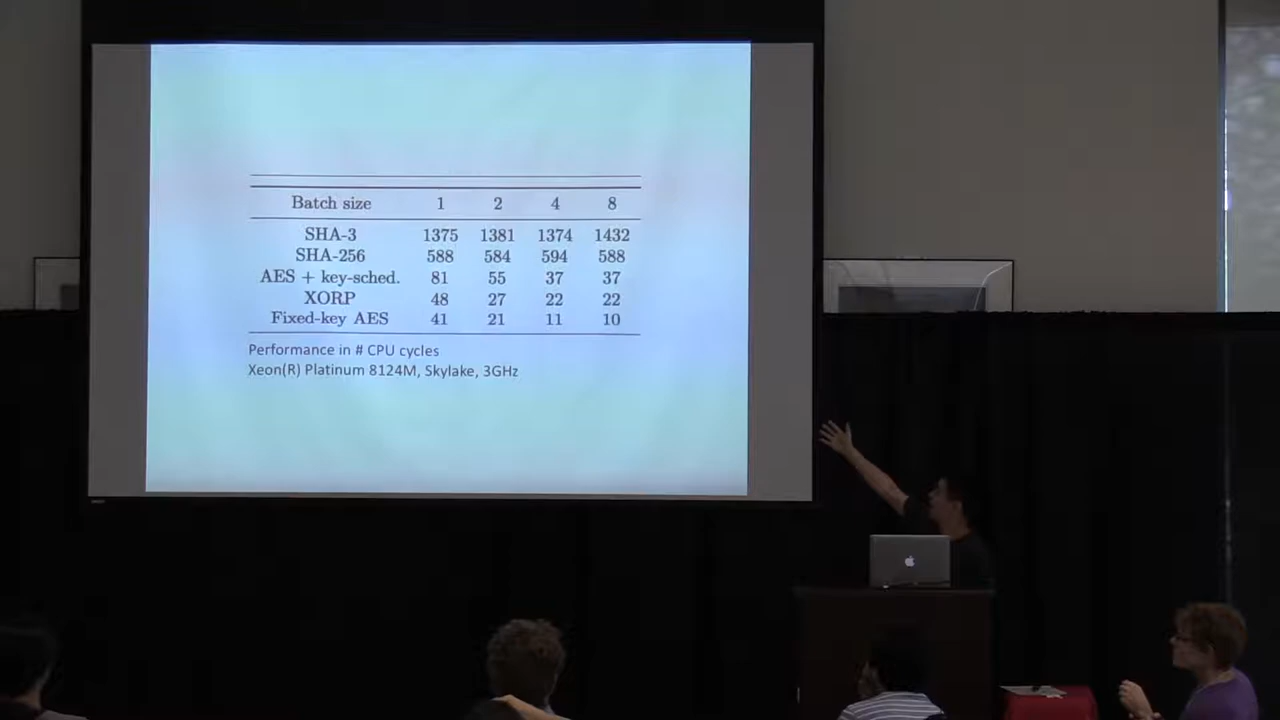 Batch size 1 2 4 8
SHA-3 1375 1381 1374 1432
SHA-256 588 584 594 588
AES + key-sched. 81 55 37 37
XORP 48 27 22 22
Fixed-key AES 41 21 11 10
Performance in # CPU cycles
Xeon(R) Platinum 8124M, Skylake, 3GHz